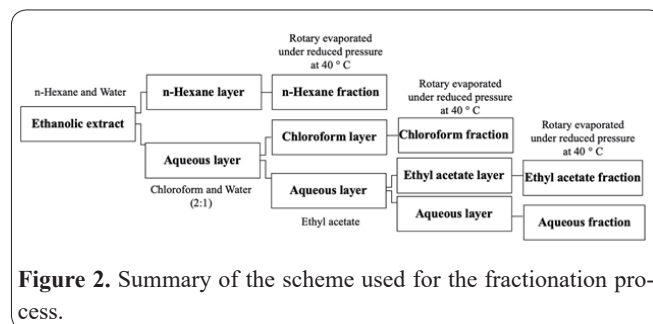 Rotary evaporated
under reduced pressure
at 40 ° C
n-Hexane and Water
n-Hexane layer
n-Hexane fraction
Rotary evaporated
under reduced pressure
at 40 ° C
Ethanolic extract
Chloroform layer
Chloroform fraction
Rotary evaporated
under reduced pressure
at 40 ° C
Aqueous layer
Chloroform and Water
(2:1)
Aqueous layer
Ethyl acetate
Ethyl acetate layer
Ethyl acetate fraction
Aqueous layer
Aqueous fraction
Figure 2. Summary of the scheme used for the fractionation pro-
cess.